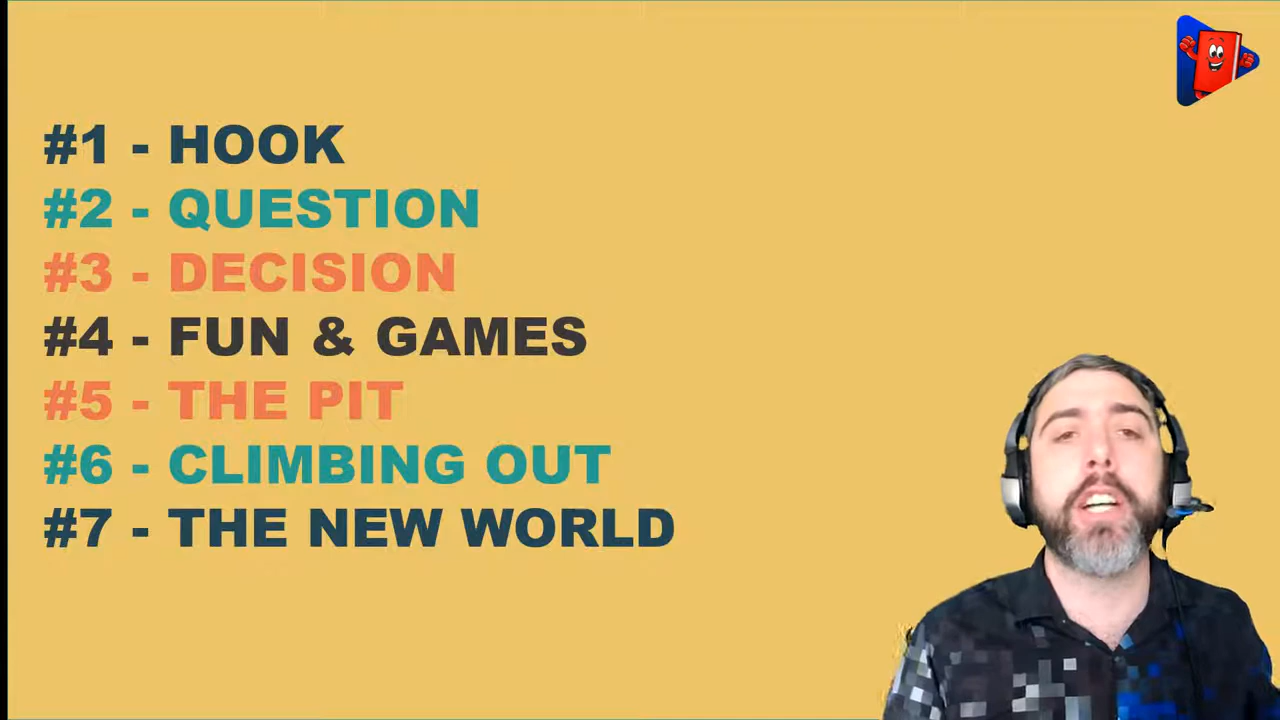 #1 - HOOK
#2 - QUESTION
#3 - DECISION
#4 - FUN & GAMES
#5 - THE PIT
#6 - CLIMBING OUT
#7 - THE NEW WORLD